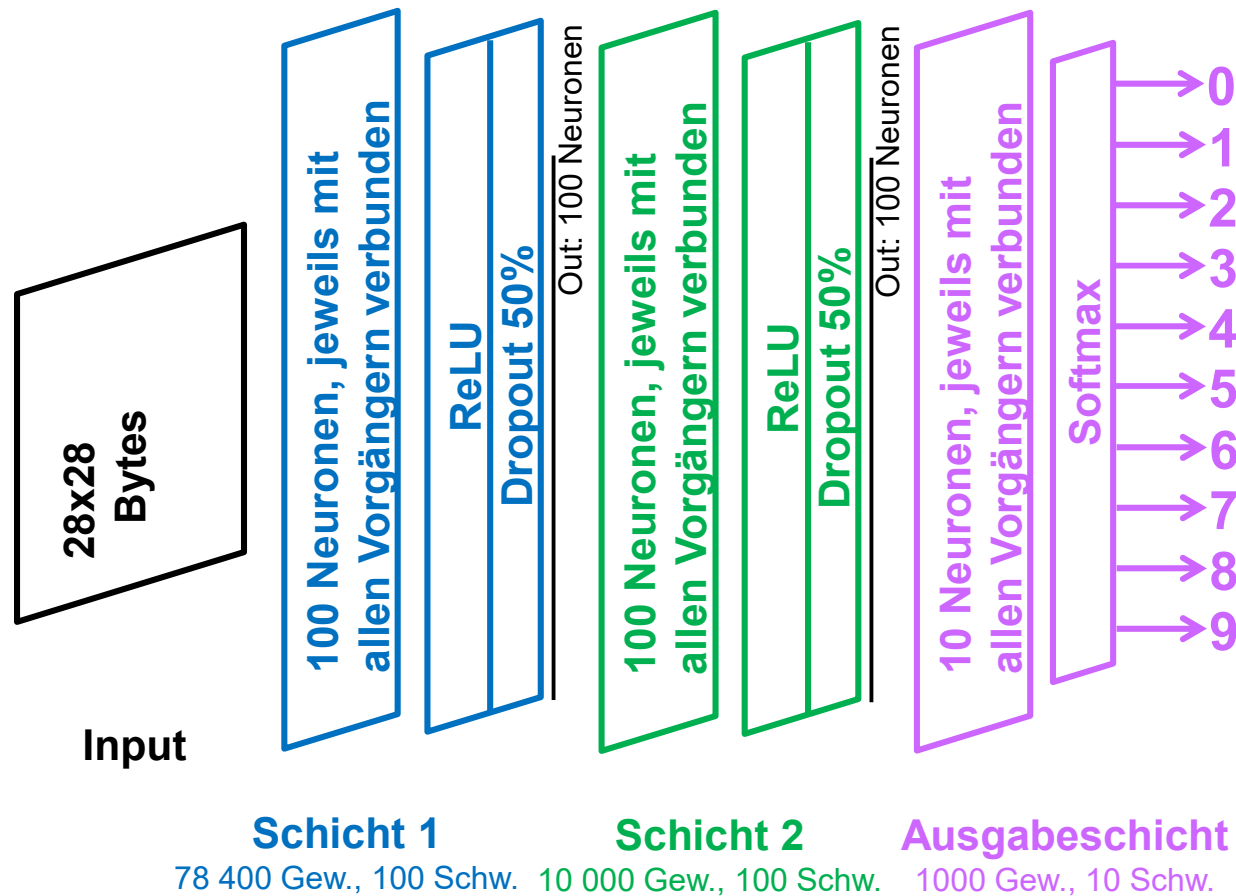 28x28
Bytes
Input
100 Neuronen, jeweils mit
allen Vorgängern verbunden
ReLU
Dropout 50%
Out: 100 Neuronen
Schicht 1
78 400 Gew., 100 Schw.
100 Neuronen, jeweils mit
allen Vorgängern verbunden
ReLU
Dropout 50%
Out: 100 Neuronen
Schicht 2
10 000 Gew., 100 Schw.
10 Neuronen, jeweils mit
allen Vorgängern verbunden
Softmax
0
1
2
3
4
5
6
7
8
9
Ausgabeschicht
1000 Gew., 10 Schw.